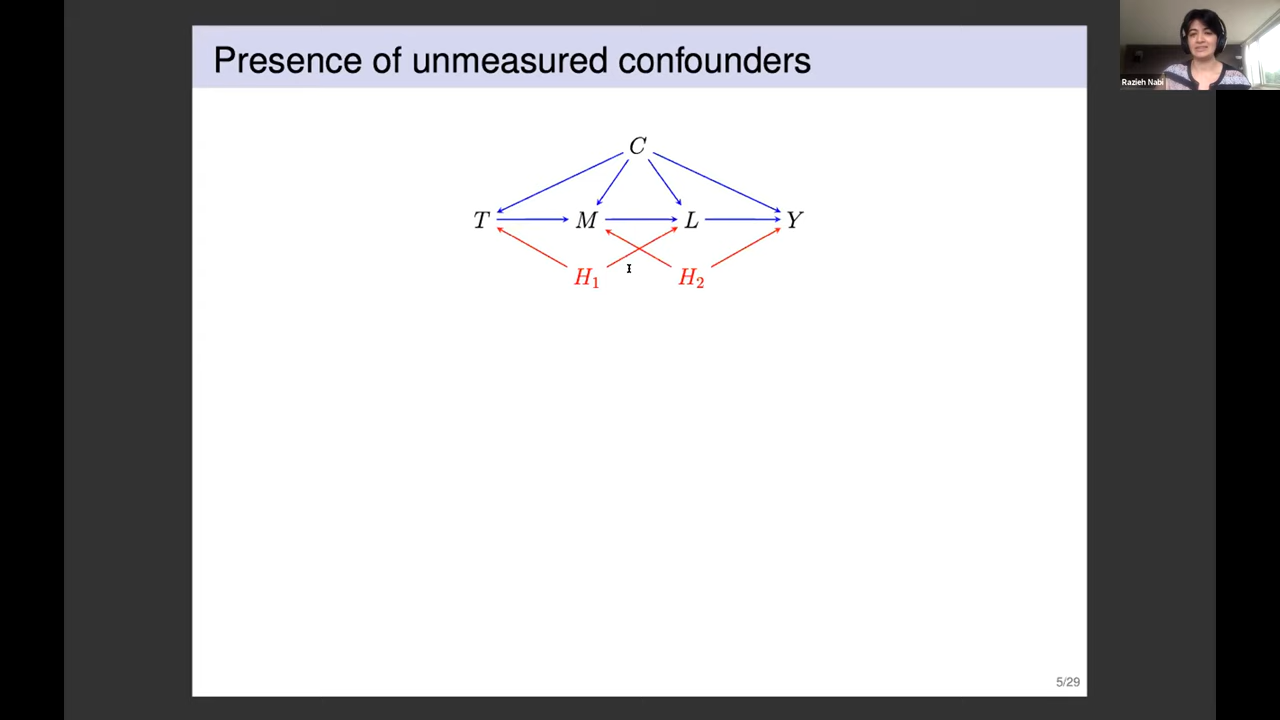 Presence of unmeasured confounders
Razieh Nabi
C
T M L Y
H₁ H₂
5/29